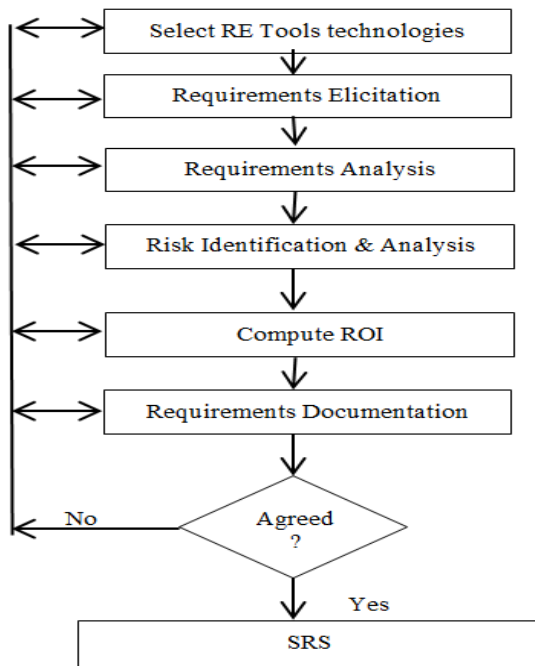 Select RE Tools technologies
Requirements Elicitation
Requirements Analysis
Risk Identification & Analysis
Compute ROI
Requirements Documentation
No
Agreed
?
Yes
SRS